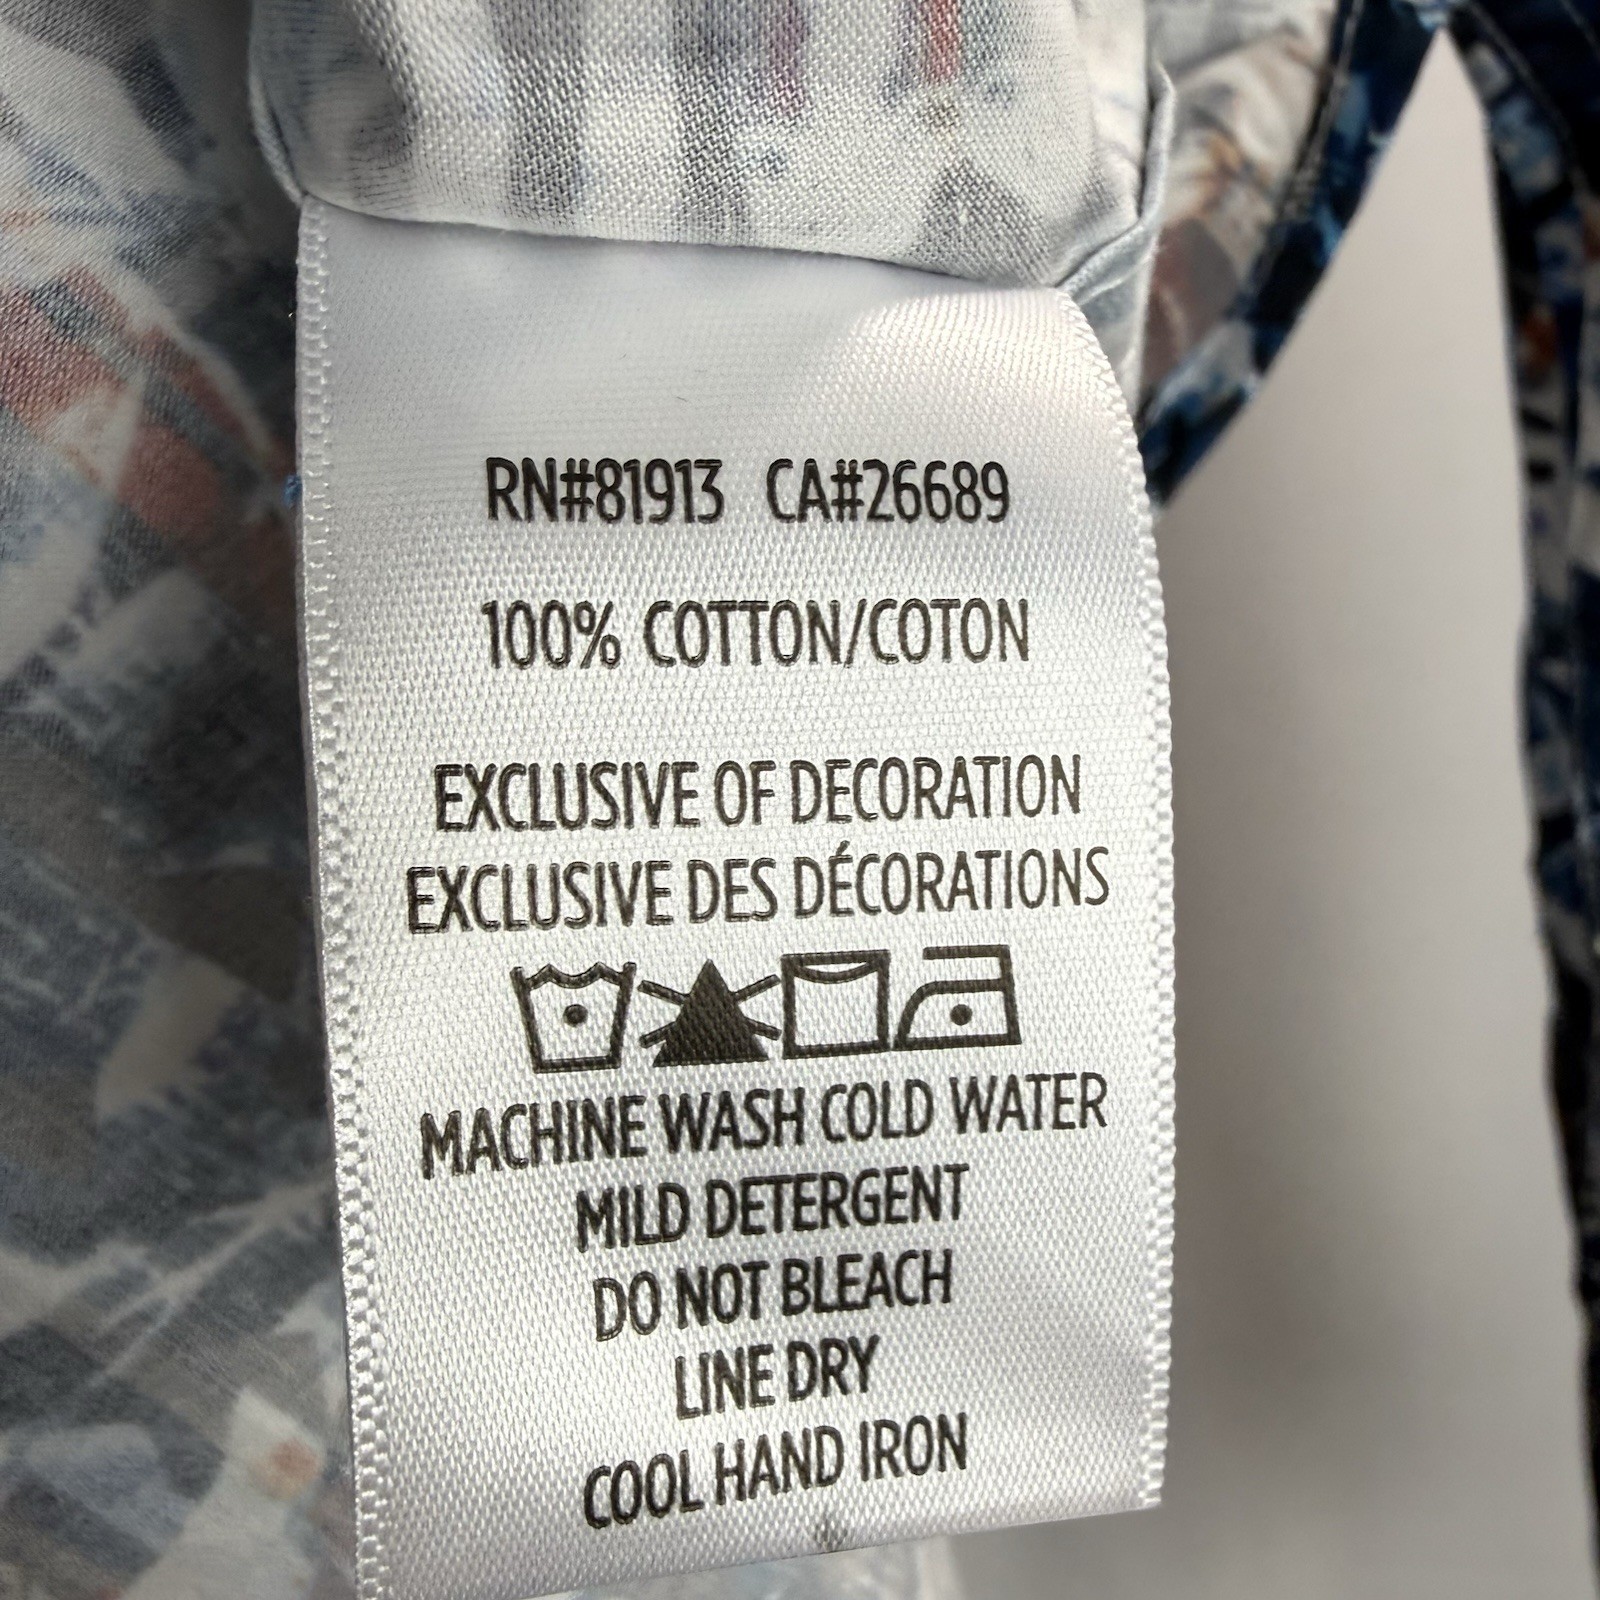 RN#81913 CA#26689
100% COTTON/COTON
EXCLUSIVE OF DECORATION
EXCLUSIVE DES DÉCORATIONS
MACHINE WASH COLD WATER
MILD DETERGENT
DO NOT BLEACH
LINE DRY
COOL HAND IRON